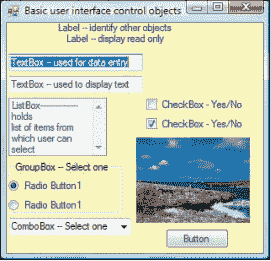 Basic user interface control objects
Label -- identify other objects
Label -- display read only
TextBox -- used for data entry
TextBox -- used to display text
ListBox--------------
holds
list of items from
which user can
select
CheckBox - Yes/No
CheckBox - Yes/No
GroupBox -- Select one
Radio Button1
Radio Button1
ComboBox -- Select one
Button